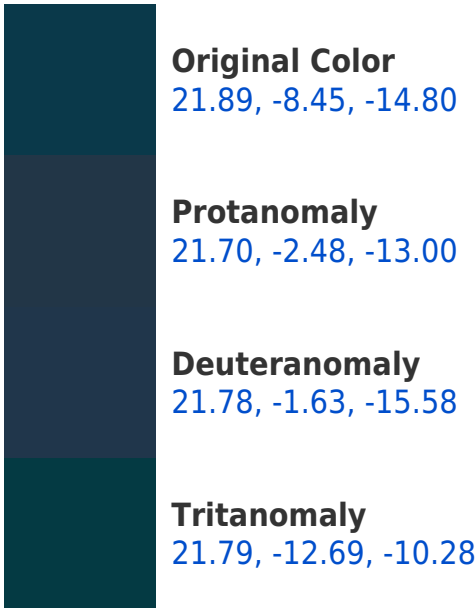 Original Color
21.89, -8.45, -14.80
Protanomaly
21.70, -2.48, -13.00
Deuteranomaly
21.78, -1.63, -15.58
Tritanomaly
21.79, -12.69, -10.28